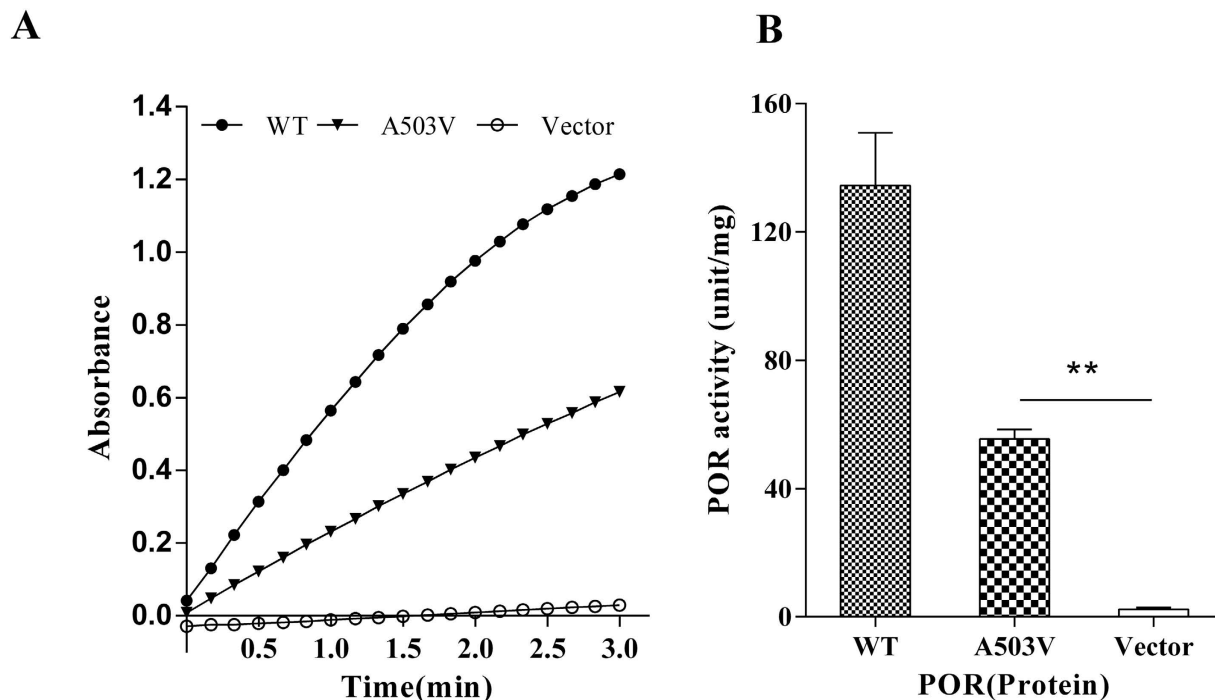 A
B
WT A503V Vector
1.4
1.2
1.0
0.8
0.6
0.4
0.2
0.0
Absorbance
0.5 1.0 1.5 2.0 2.5 3.0
Time(min)
160
120
80
40
0
POR activity (unit/mg)
**
WT A503V Vector
POR(Protein)